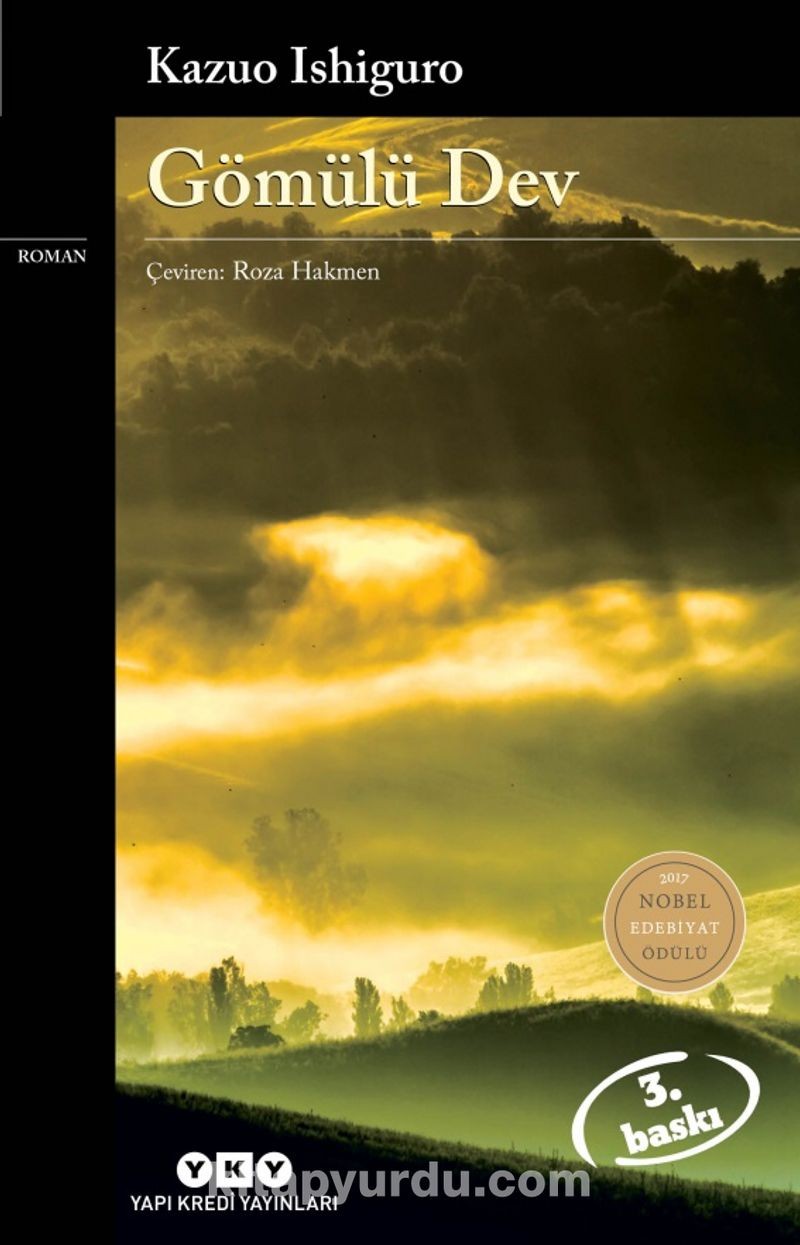 Kazuo Ishiguro
Gömülü Dev
ROMAN
Çeviren: Roza Hakmen
2017
NOBEL
EDEBİYAT
ÖDÜLÜ
3.
baskı
YKY
kitapyurdu.com
YAPI KREDİ YAYINLARI